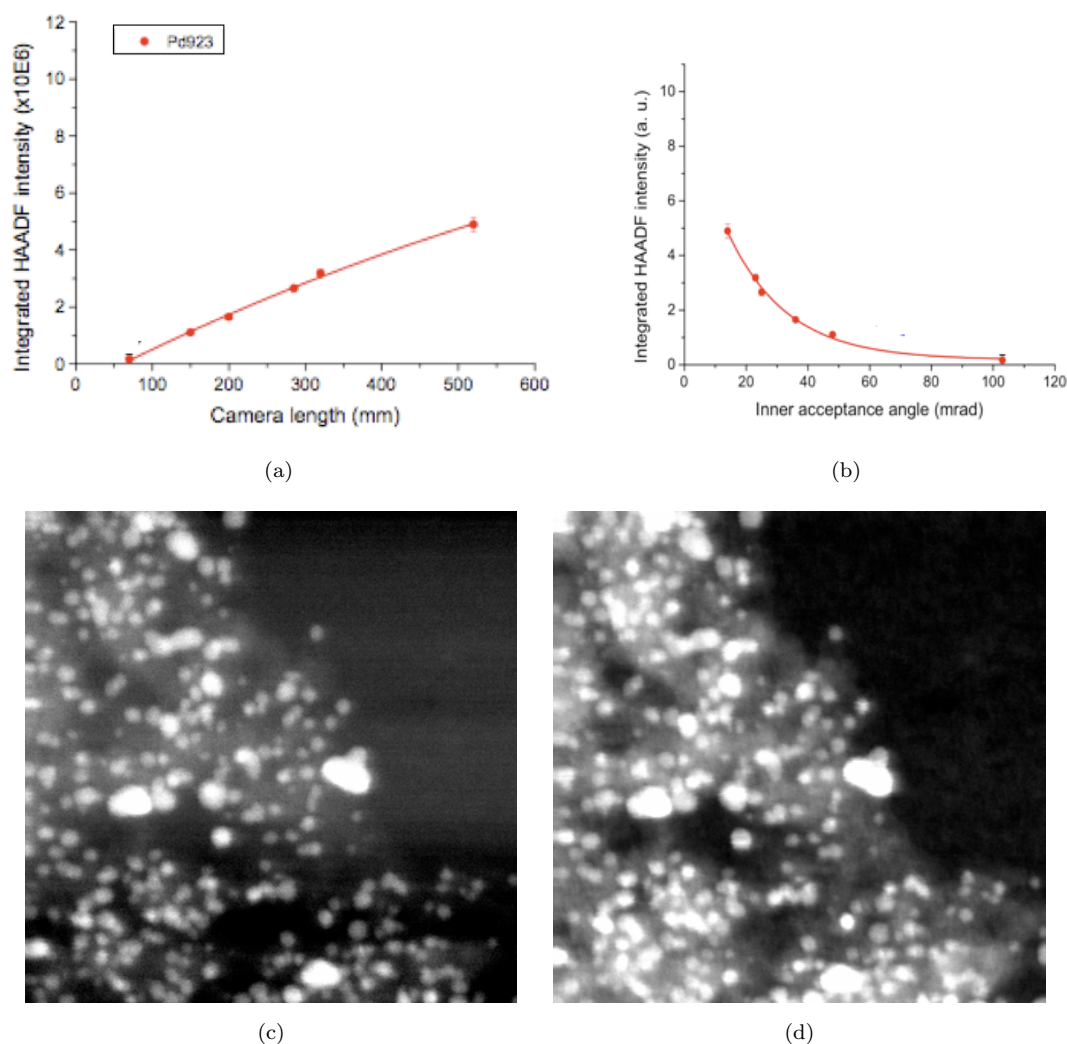 12
10
8
6
4
2
0
Integrated HAADF intensity (x10E6)
Pd923
0 100 200 300 400 500 600
Camera length (mm)
(a)
10
8
6
4
2
0
Integrated HAADF intensity (a. u.)
0 20 40 60 80 100 120
Inner acceptance angle (mrad)
(b)
(c)
(d)